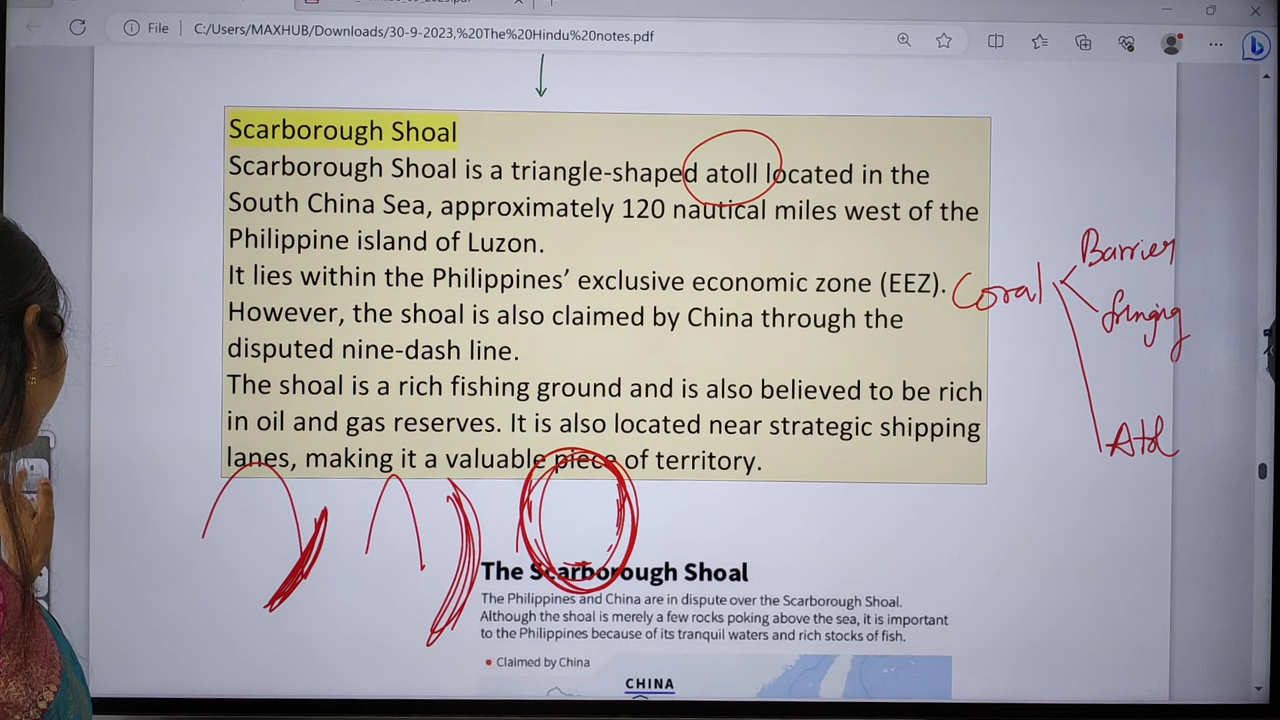 File
C:/Users/MAXHUB/Downloads/30-9-2023,%20The%20Hindu%20notes.pdf
Scarborough Shoal
Scarborough Shoal is a triangle-shaped atoll located in the
South China Sea, approximately 120 nautical miles west of the
Philippine island of Luzon.
It lies within the Philippines’ exclusive economic zone (EEZ).
However, the shoal is also claimed by China through the
disputed nine-dash line.
The shoal is a rich fishing ground and is also believed to be rich
in oil and gas reserves. It is also located near strategic shipping
lanes, making it a valuable piece of territory.
Coral
Barrier
fringing
The Scarborough Shoal
The Philippines and China are in dispute over the Scarborough Shoal.
Although the shoal is merely a few rocks poking above the sea, it is important
to the Philippines because of its tranquil waters and rich stocks of fish.
Claimed by China
CHINA